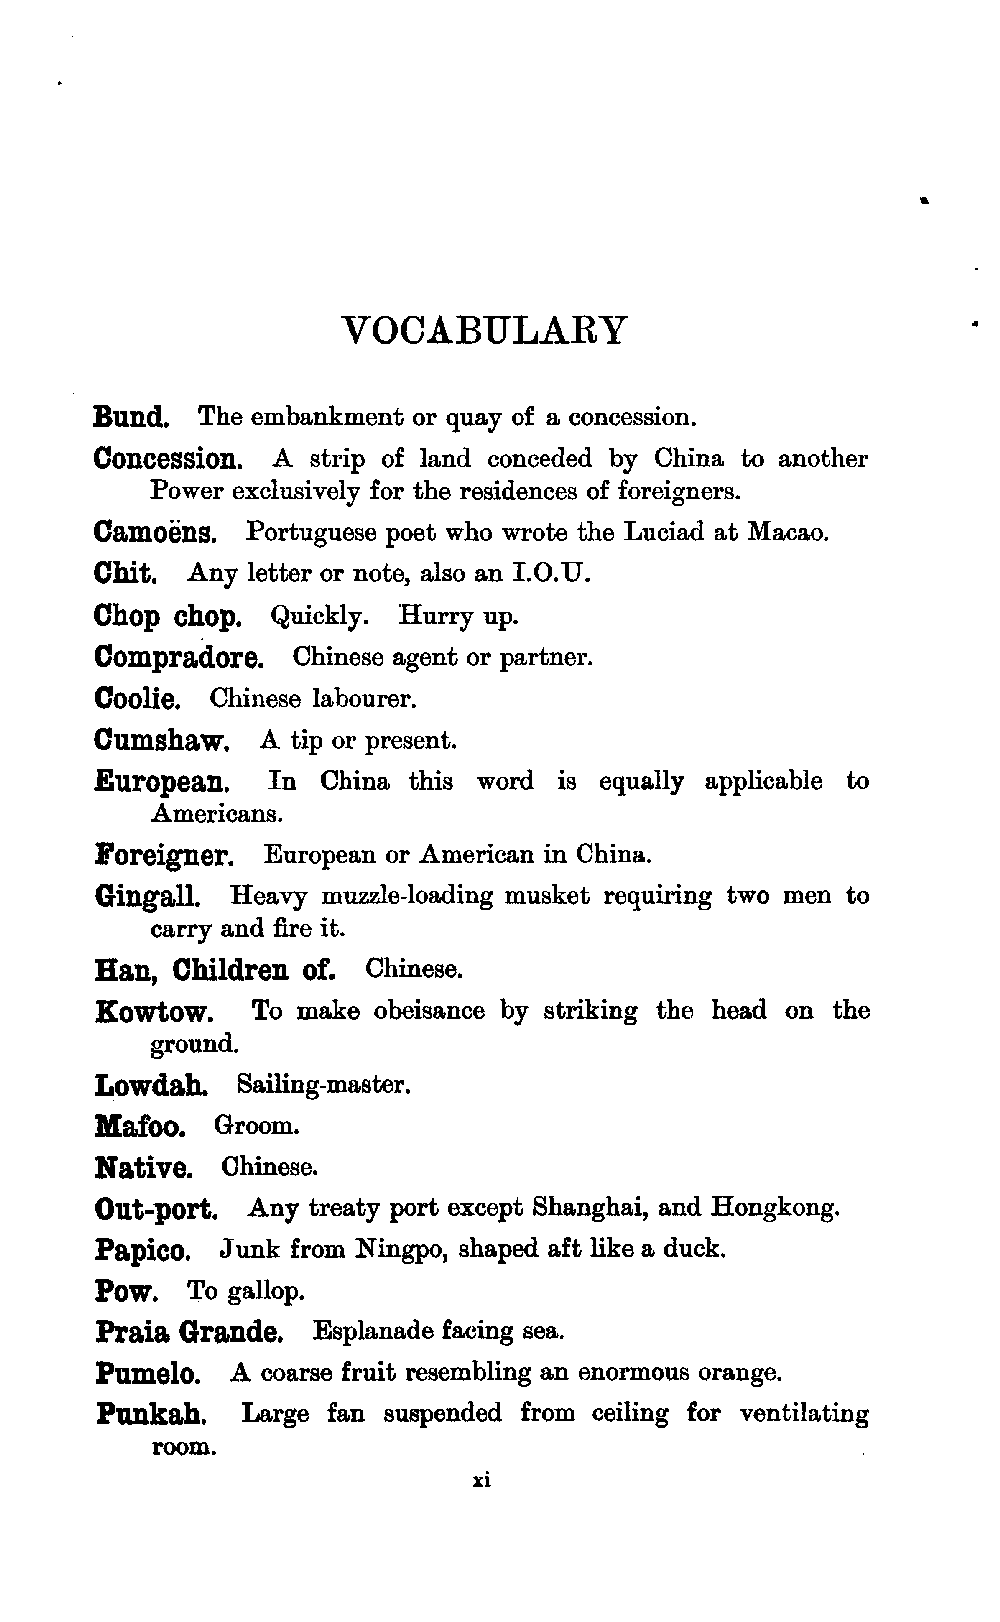 VOCABULARY
Bund. The embankment or quay of a concession.
Concession. A strip of land conceded by China to another
Power exclusively for the residences of foreigners.
Camoëns. Portuguese poet who wrote the Luciad at Macao.
Chit. Any letter or note, also an I.O.U.
Chop chop. Quickly. Hurry up.
Compradore. Chinese agent or partner.
Coolie. Chinese labourer.
Cumshaw. A tip or present.
European. In China this word is equally applicable to
Americans.
Foreigner. European or American in China.
Gingall. Heavy muzzle-loading musket requiring two men to
carry and fire it.
Han, Children of. Chinese.
Kowtow. To make obeisance by striking the head on the
ground.
Lowdah. Sailing-master.
Mafoo. Groom.
Native. Chinese.
Out-port. Any treaty port except Shanghai, and Hongkong.
Papico. Junk from Ningpo, shaped aft like a duck.
Pow. To gallop.
Praia Grande. Esplanade facing sea.
Pumelo. A coarse fruit resembling an enormous orange.
Punkah. Large fan suspended from ceiling for ventilating
room.
xi